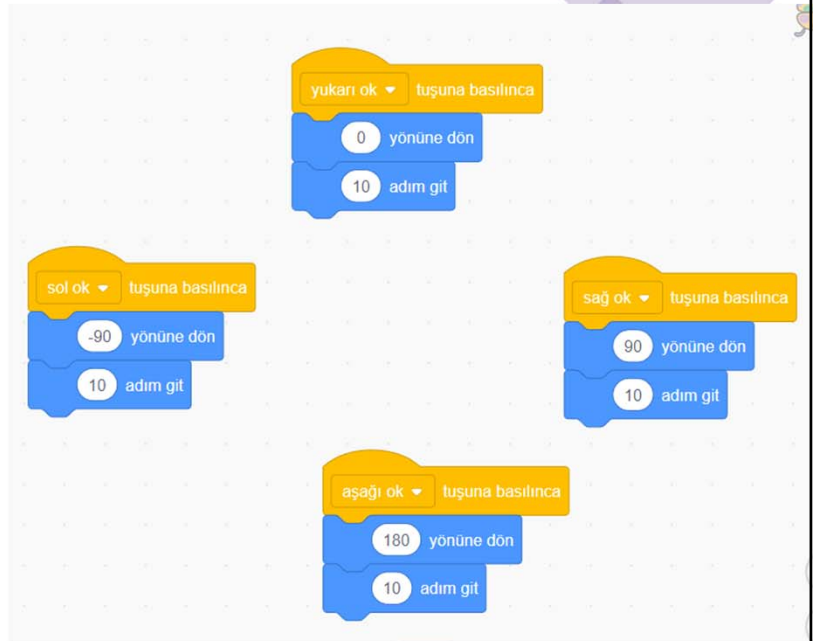 yukarı ok tuşuna basılınca
0 yönüne dön
10 adım git
sol ok tuşuna basılınca
-90 yönüne dön
10 adım git
sağ ok tuşuna basılınca
90 yönüne dön
10 adım git
aşağı ok tuşuna basılınca
180 yönüne dön
10 adım git